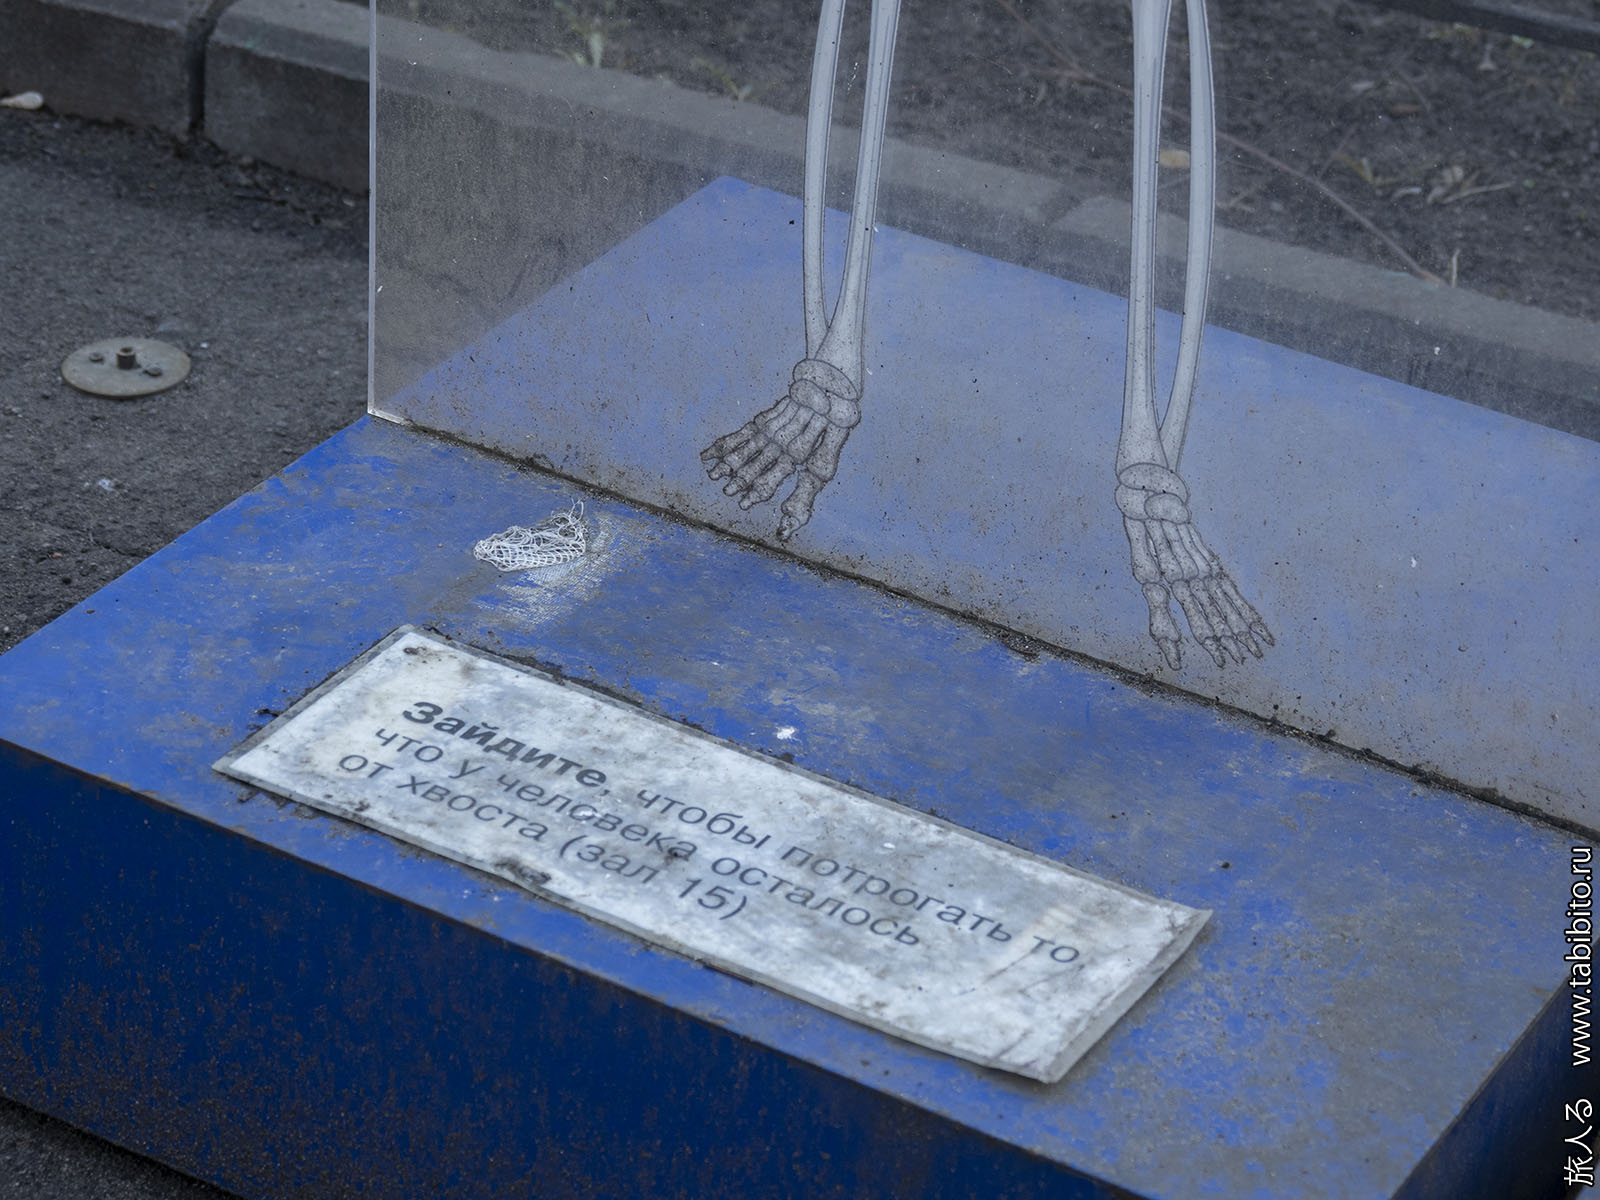 Зайдите, чтобы потрогать то,
что у человека осталось
от хвоста (зал 15)
旅人る www.tabibito.ru